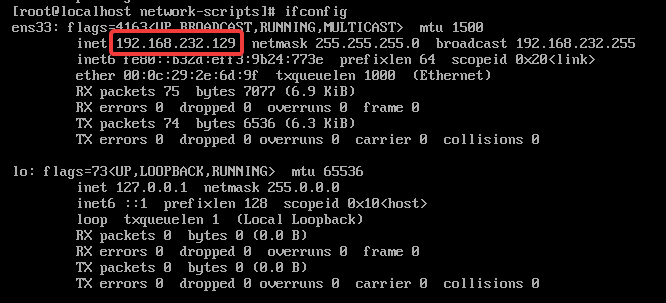 [root@localhost network-scripts]# ifconfig
ens33: flags=4163<UP,BROADCAST,RUNNING,MULTICAST>  mtu 1500
inet 192.168.232.129  netmask 255.255.255.0  broadcast 192.168.232.255
inet6 fe80::b32d:eff3:9b24:773e  prefixlen 64  scopeid 0x20<link>
ether 00:0c:29:2e:6d:9f  txqueuelen 1000  (Ethernet)
RX packets 75  bytes 7077 (6.9 KiB)
RX errors 0  dropped 0  overruns 0  frame 0
TX packets 74  bytes 6536 (6.3 KiB)
TX errors 0  dropped 0 overruns 0  carrier 0  collisions 0
lo: flags=73<UP,LOOPBACK,RUNNING>  mtu 65536
inet 127.0.0.1  netmask 255.0.0.0
inet6 ::1  prefixlen 128  scopeid 0x10<host>
loop  txqueuelen 1  (Local Loopback)
RX packets 0  bytes 0 (0.0 B)
RX errors 0  dropped 0  overruns 0  frame 0
TX packets 0  bytes 0 (0.0 B)
TX errors 0  dropped 0 overruns 0  carrier 0  collisions 0